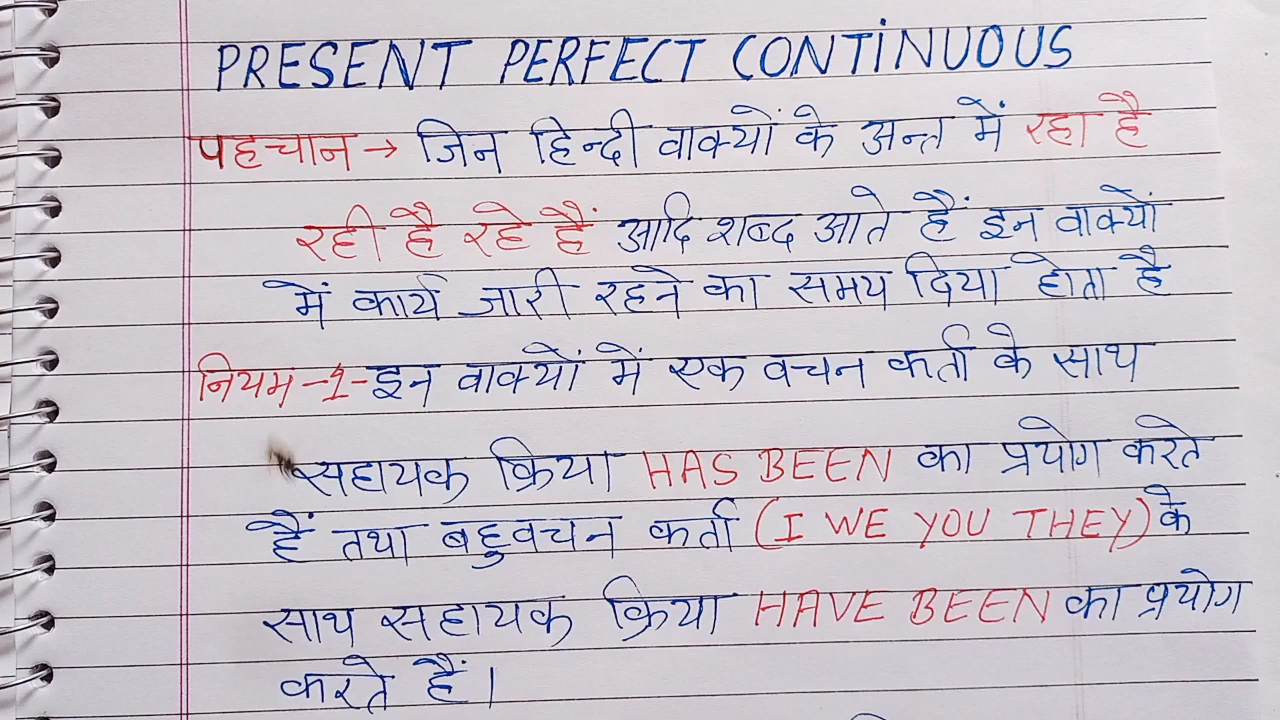 PRESENT PERFECT CONTINUOUS
पहचान → जिन हिन्दी वाक्यों के अन्त में रहा है
रही है रहे हैं आदि शब्द आते हैं इन वाक्यों
में कार्य जारी रहने का समय दिया होता है
नियम-1-इन वाक्यों में एक वचन कर्ता के साथ
सहायक क्रिया HAS BEEN का प्रयोग करते
हैं तथा बहुवचन कर्ता (I WE YOU THEY) के
साथ सहायक क्रिया HAVE BEEN का प्रयोग
करते हैं।